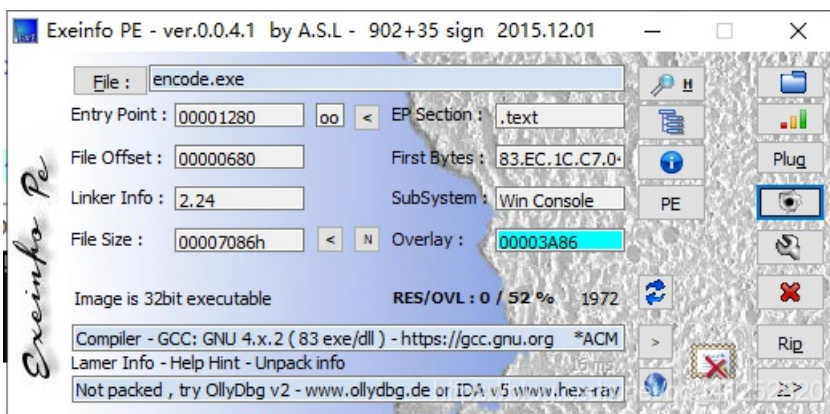 Exeinfo PE - ver.0.0.4.1 by A.S.L - 902+35 sign 2015.12.01
File : encode.exe H
Entry Point : 00001280 oo < EP Section : .text
File Offset : 00000680 First Bytes : 83.EC.1C.C7.0 Plug
Linker Info : 2.24 SubSystem : Win Console PE
File Size : 00007086h < N Overlay : 00003A86
Image is 32bit executable RES/OVL : 0 / 52 % 1972
Compiler - GCC: GNU 4.x.2 ( 83 exe/dll ) - https://gcc.gnu.org *ACM > Rip
Lamer Info - Help Hint - Unpack info
Not packed , try OllyDbg v2 - www.ollydbg.de or IDA v5 www.hex-ray >>
Exeinfo Pe